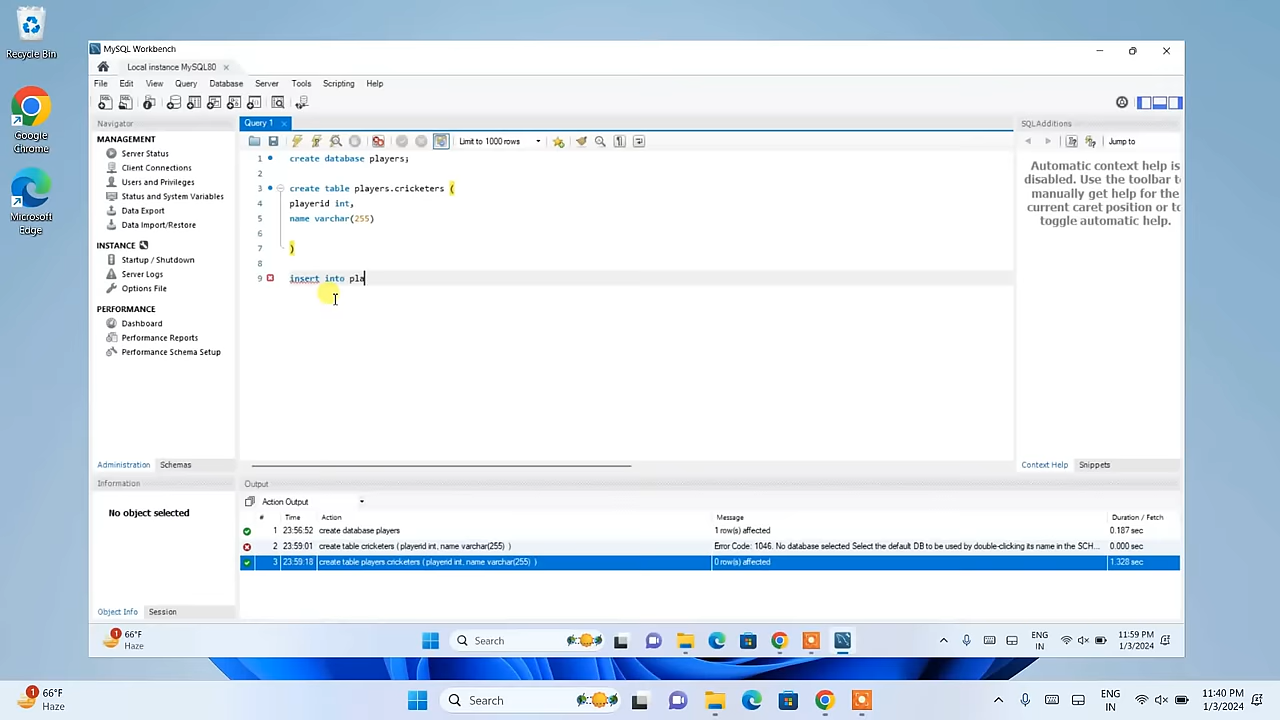 Recycle Bin
Google
Chrome
Microsoft
Edge
MySQL Workbench
Local instance MySQL80
File Edit View Query Database Server Tools Scripting Help
Navigator
MANAGEMENT
Server Status
Client Connections
Users and Privileges
Status and System Variables
Data Export
Data Import/Restore
INSTANCE
Startup / Shutdown
Server Logs
Options File
PERFORMANCE
Dashboard
Performance Reports
Performance Schema Setup
Administration Schemas
Information
No object selected
Object Info Session
Query 1
Limit to 1000 rows
1 create database players;
2
3 create table players.cricketers (
4 playerid int,
5 name varchar(255)
6
7 )
8
9 insert into pla
SQLAdditions
Jump to
Automatic context help is
disabled. Use the toolbar t
manually get help for the
current caret position or to
toggle automatic help.
Context Help Snippets
Output
Action Output
# Time Action Message Duration / Fetch
1 23:56:52 create database players 1 row(s) affected 0.187 sec
2 23:59:01 create table cricketers ( playerid int, name varchar(255) ) Error Code: 1046. No database selected Select the default DB to be used by double-clicking its name in the SCH... 0.000 sec
3 23:59:18 create table players.cricketers ( playerid int, name varchar(255) ) 0 row(s) affected 1.328 sec
1
66°F
Haze
Search
ENG
IN
11:59 PM
1/3/2024
1
66°F
Haze
Search
ENG
IN
11:40 PM
1/3/2024